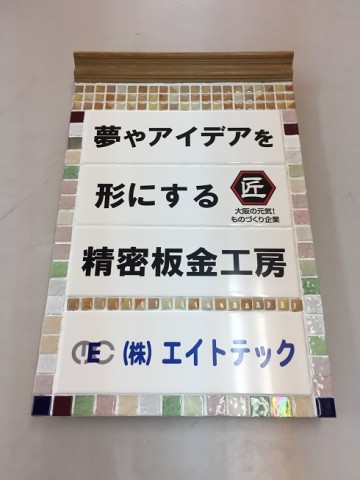 夢やアイデアを
形にする
匠
大阪の元気!
ものづくり企業
精密板金工房
(株)エイトテック